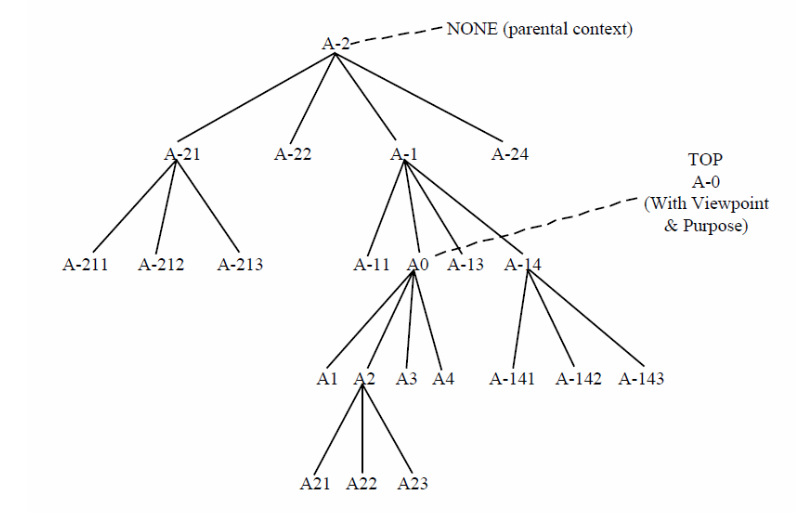 NONE (parental context)
A-2
A-21 A-22 A-1 A-24
TOP
A-0
(With Viewpoint
& Purpose)
A-211 A-212 A-213 A-11 A0 A-13 A-14
A1 A2 A3 A4 A-141 A-142 A-143
A21 A22 A23